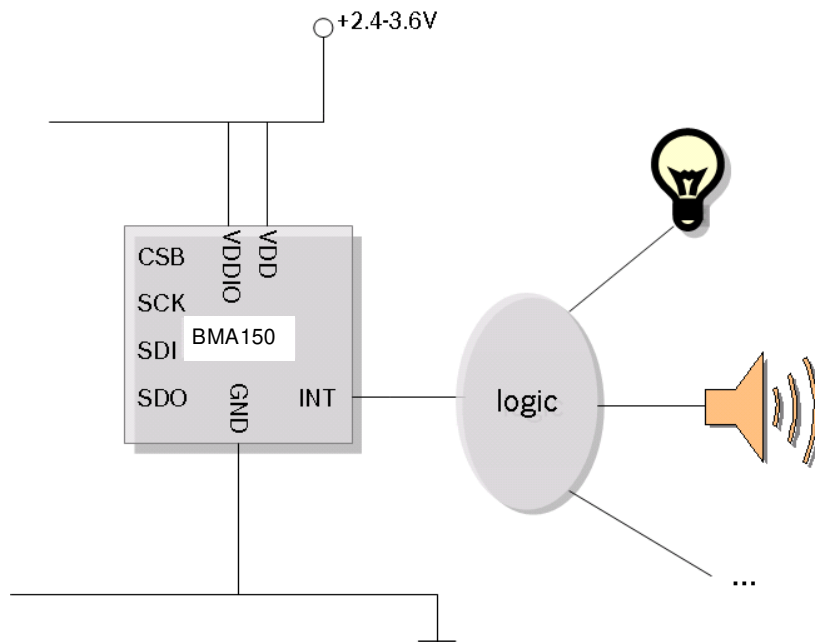 +2.4-3.6V
VDDIO
VDD
CSB
SCK
BMA150
SDI
SDO
GND
INT
logic
...